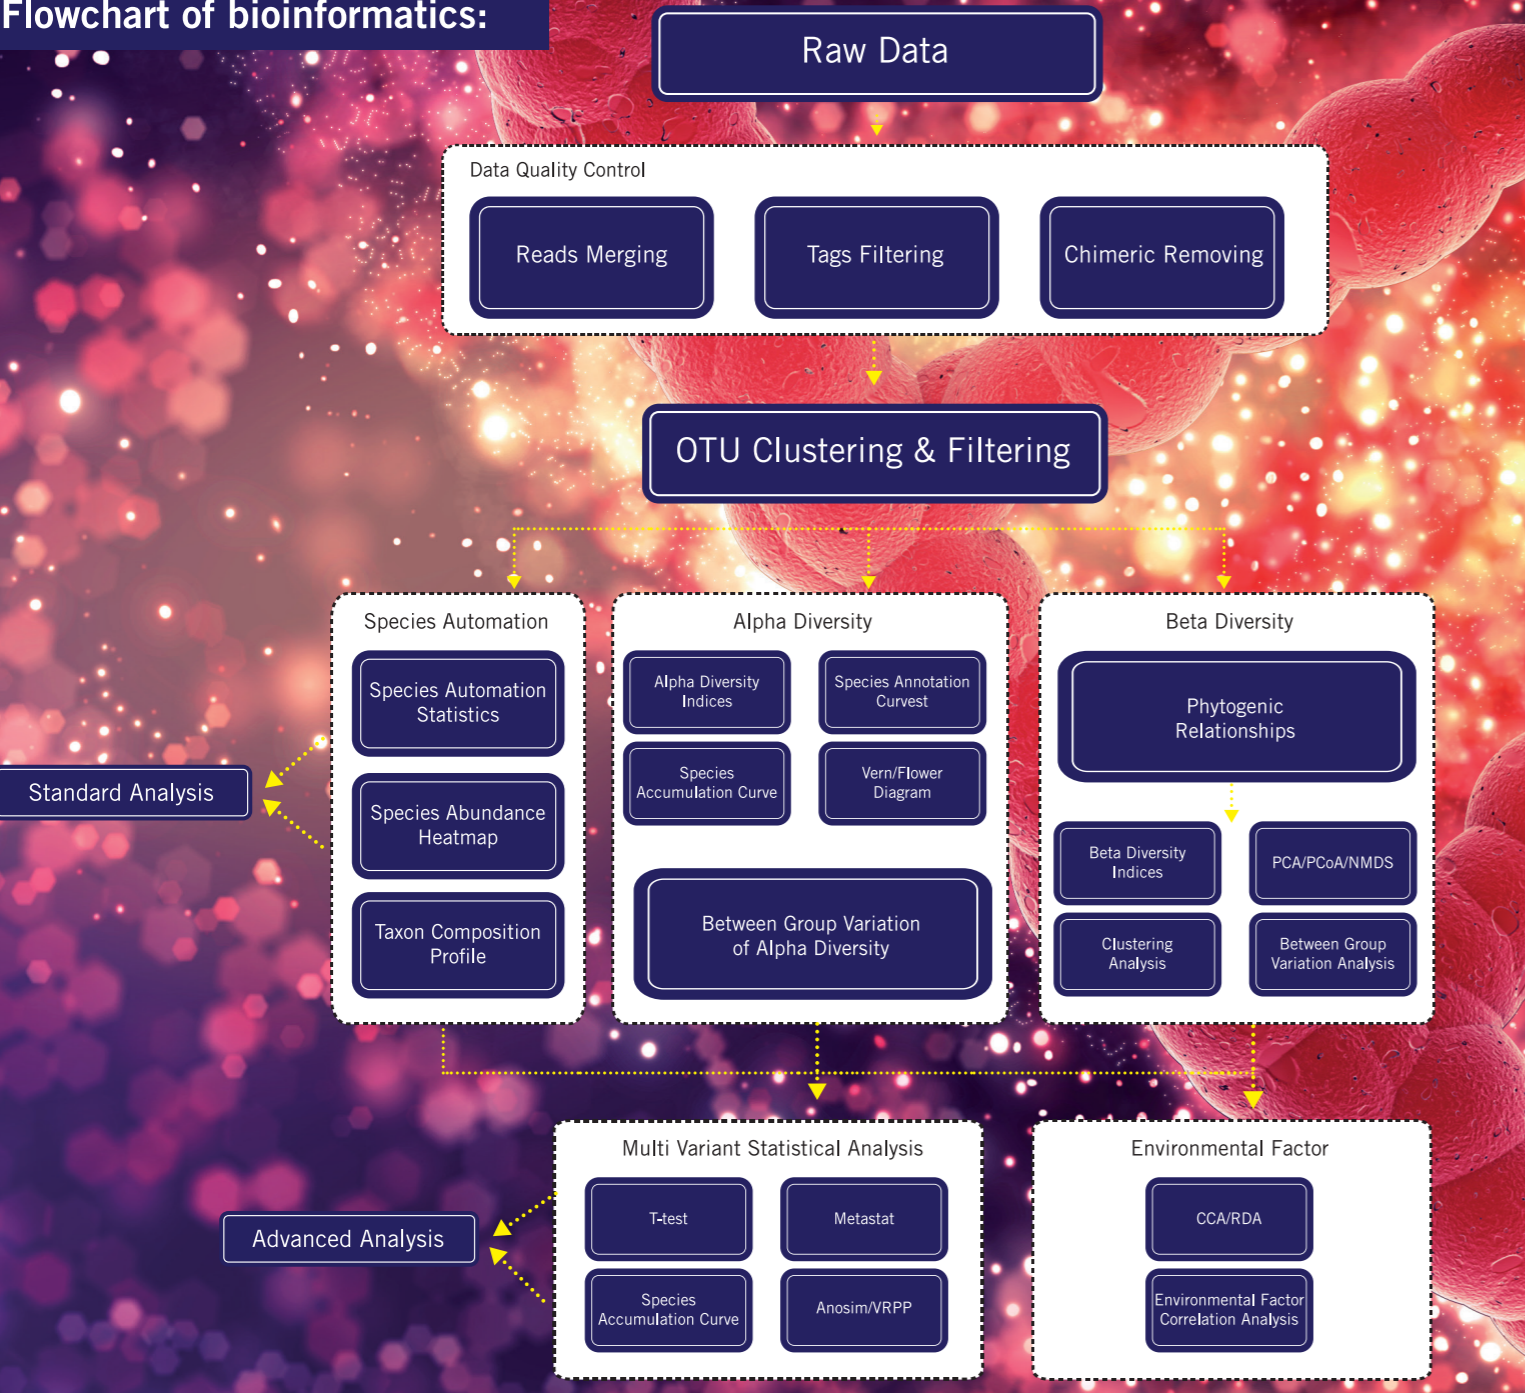 Flowchart of bioinformatics:
Raw Data
Data Quality Control
Reads Merging
Tags Filtering
Chimeric Removing
OTU Clustering & Filtering
Species Automation
Species Automation
Statistics
Species Abundance
Heatmap
Taxon Composition
Profile
Standard Analysis
Alpha Diversity
Alpha Diversity
Indices
Species Annotation
Curvest
Species
Accumulation Curve
Vern/Flower
Diagram
Between Group Variation
of Alpha Diversity
Beta Diversity
Phytogenic
Relationships
Beta Diversity
Indices
PCA/PCoA/NMDS
Clustering
Analysis
Between Group
Variation Analysis
Multi Variant Statistical Analysis
T-test
Metastat
Species
Accumulation Curve
Anosim/VRPP
Advanced Analysis
Environmental Factor
CCA/RDA
Environmental Factor
Correlation Analysis